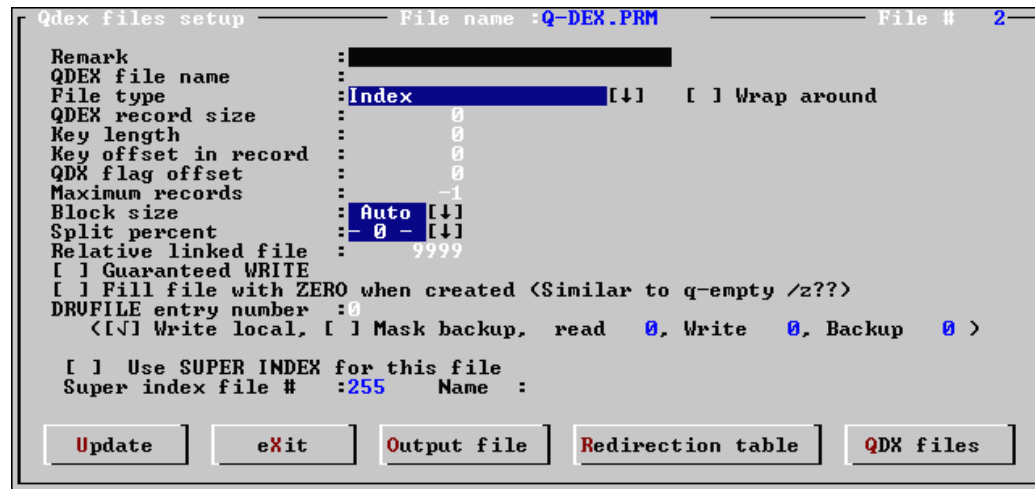 Qdex files setup File name :Q-DEX.PRM File # 2
Remark :
QDEX file name :
File type :Index [↓] [ ] Wrap around
QDEX record size : 0
Key length : 0
Key offset in record : 0
QDX flag offset : 0
Maximum records : -1
Block size : Auto [↓]
Split percent :- 0 - [↓]
Relative linked file : 9999
[ ] Guaranteed WRITE
[ ] Fill file with ZERO when created (Similar to q-empty /z??)
DRVFILE entry number :0
([√] Write local, [ ] Mask backup, read 0, Write 0, Backup 0 )
[ ] Use SUPER INDEX for this file
Super index file # :255 Name :
Update eXit Output file Redirection table QDX files